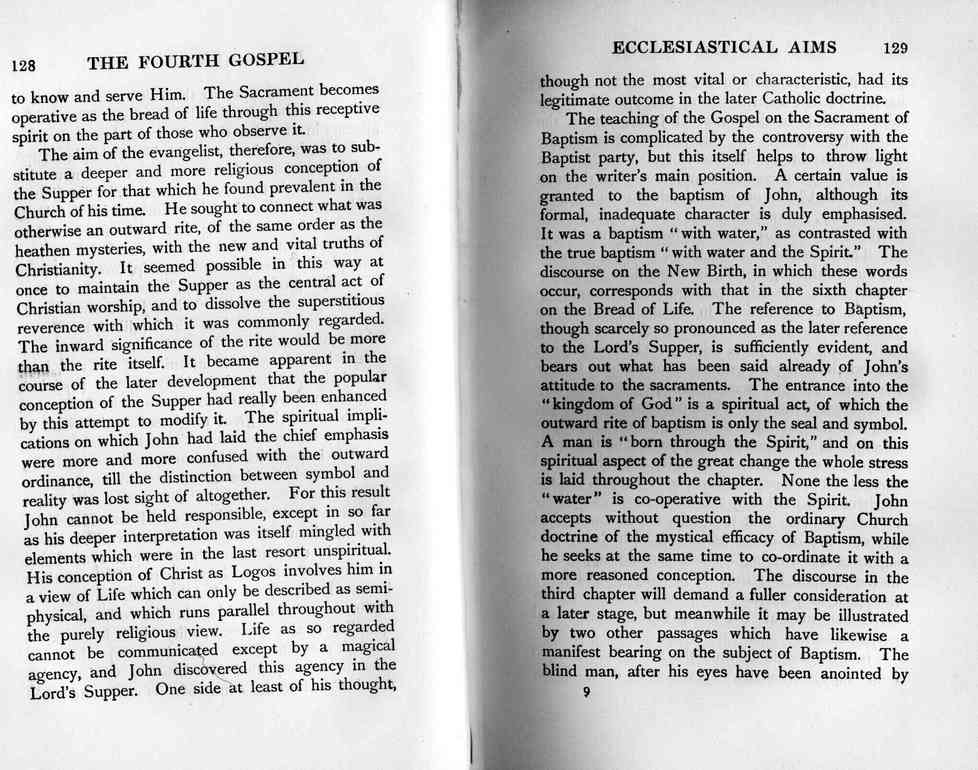 128 THE FOURTH GOSPEL
to know and serve Him. The Sacrament becomes
operative as the bread of life through this receptive
spirit on the part of those who observe it.
The aim of the evangelist, therefore, was to sub-
stitute a deeper and more religious conception of
the Supper for that which he found prevalent in the
Church of his time. He sought to connect what was
otherwise an outward rite, of the same order as the
heathen mysteries, with the new and vital truths of
Christianity. It seemed possible in this way at
once to maintain the Supper as the central act of
Christian worship, and to dissolve the superstitious
reverence with which it was commonly regarded.
The inward significance of the rite would be more
than the rite itself. It became apparent in the
course of the later development that the popular
conception of the Supper had really been enhanced
by this attempt to modify it. The spiritual impli-
cations on which John had laid the chief emphasis
were more and more confused with the outward
ordinance, till the distinction between symbol and
reality was lost sight of altogether. For this result
John cannot be held responsible, except in so far
as his deeper interpretation was itself mingled with
elements which were in the last resort unspiritual.
His conception of Christ as Logos involves him in
a view of Life which can only be described as semi-
physical, and which runs parallel throughout with
the purely religious view. Life as so regarded
cannot be communicated except by a magical
agency, and John discovered this agency in the
Lord's Supper. One side at least of his thought,
ECCLESIASTICAL AIMS 129
though not the most vital or characteristic, had its
legitimate outcome in the later Catholic doctrine.
The teaching of the Gospel on the Sacrament of
Baptism is complicated by the controversy with the
Baptist party, but this itself helps to throw light
on the writer's main position. A certain value is
granted to the baptism of John, although its
formal, inadequate character is duly emphasised.
It was a baptism "with water," as contrasted with
the true baptism "with water and the Spirit." The
discourse on the New Birth, in which these words
occur, corresponds with that in the sixth chapter
on the Bread of Life. The reference to Baptism,
though scarcely so pronounced as the later reference
to the Lord's Supper, is sufficiently evident, and
bears out what has been said already of John's
attitude to the sacraments. The entrance into the
"kingdom of God" is a spiritual act, of which the
outward rite of baptism is only the seal and symbol.
A man is "born through the Spirit," and on this
spiritual aspect of the great change the whole stress
is laid throughout the chapter. None the less the
"water" is co-operative with the Spirit. John
accepts without question the ordinary Church
doctrine of the mystical efficacy of Baptism, while
he seeks at the same time to co-ordinate it with a
more reasoned conception. The discourse in the
third chapter will demand a fuller consideration at
a later stage, but meanwhile it may be illustrated
by two other passages which have likewise a
manifest bearing on the subject of Baptism. The
blind man, after his eyes have been anointed by
9